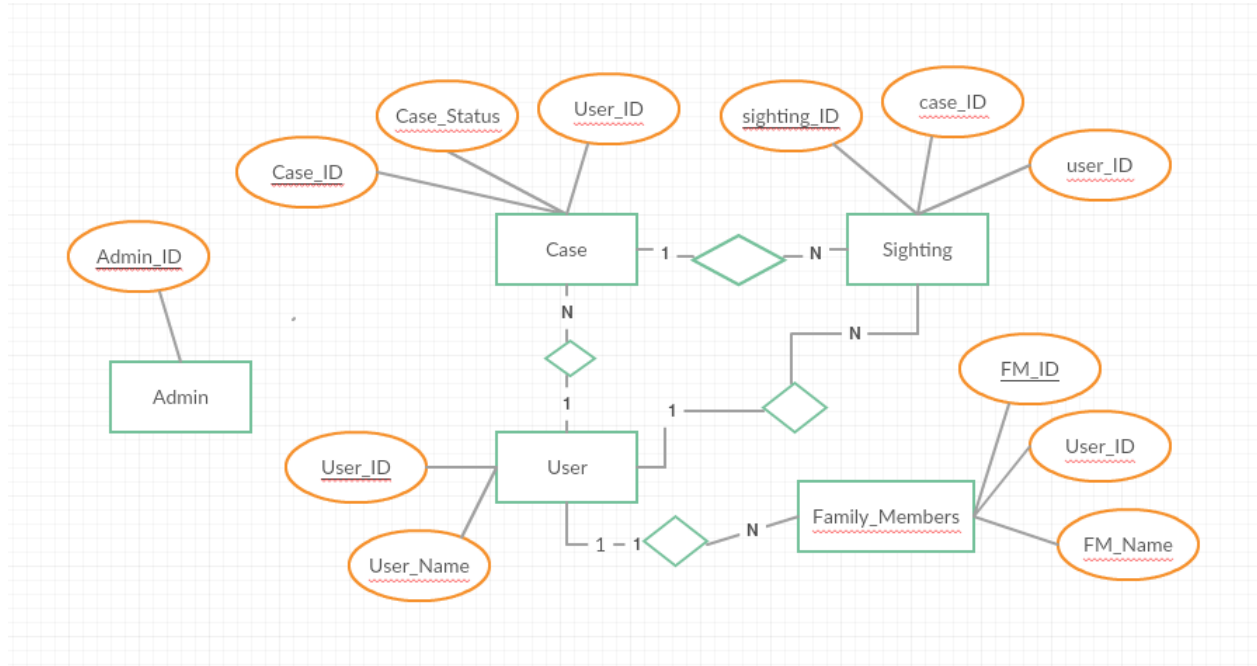 Case_Status
User_ID
sighting_ID
case_ID
user_ID
Case_ID
Admin_ID
Case
1
N
Sighting
N
N
Admin
1
1
FM_ID
User_ID
User
User_ID
Family_Members
User_Name
1
1
N
FM_Name